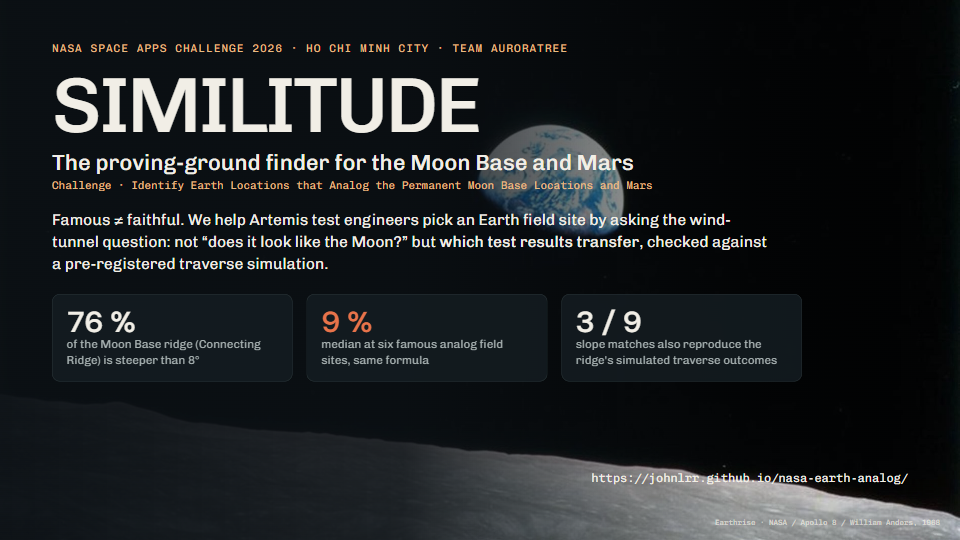 NASA SPACE APPS CHALLENGE 2026 · HO CHI MINH CITY · TEAM AURORATREE
SIMILITUDE
The proving-ground finder for the Moon Base and Mars
Challenge · Identify Earth Locations that Analog the Permanent Moon Base Locations and Mars
Famous ≠ faithful. We help Artemis test engineers pick an Earth field site by asking the wind-
tunnel question: not “does it look like the Moon?” but which test results transfer, checked against
a pre-registered traverse simulation.
76 %
of the Moon Base ridge (Connecting
Ridge) is steeper than 8°
9 %
median at six famous analog field
sites, same formula
3 / 9
slope matches also reproduce the
ridge's simulated traverse outcomes
https://johnlrr.github.io/nasa-earth-analog/
Earthrise · NASA / Apollo 8 / William Anders, 1968